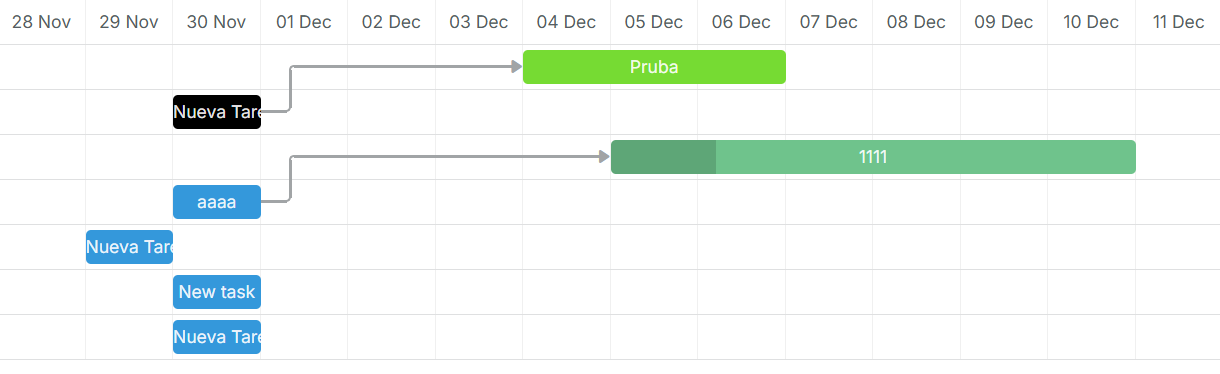 28 Nov 29 Nov 30 Nov 01 Dec 02 Dec 03 Dec 04 Dec 05 Dec 06 Dec 07 Dec 08 Dec 09 Dec 10 Dec 11 Dec
Pruba
Nueva Tare
1111
aaaa
Nueva Tare
New task
Nueva Tare